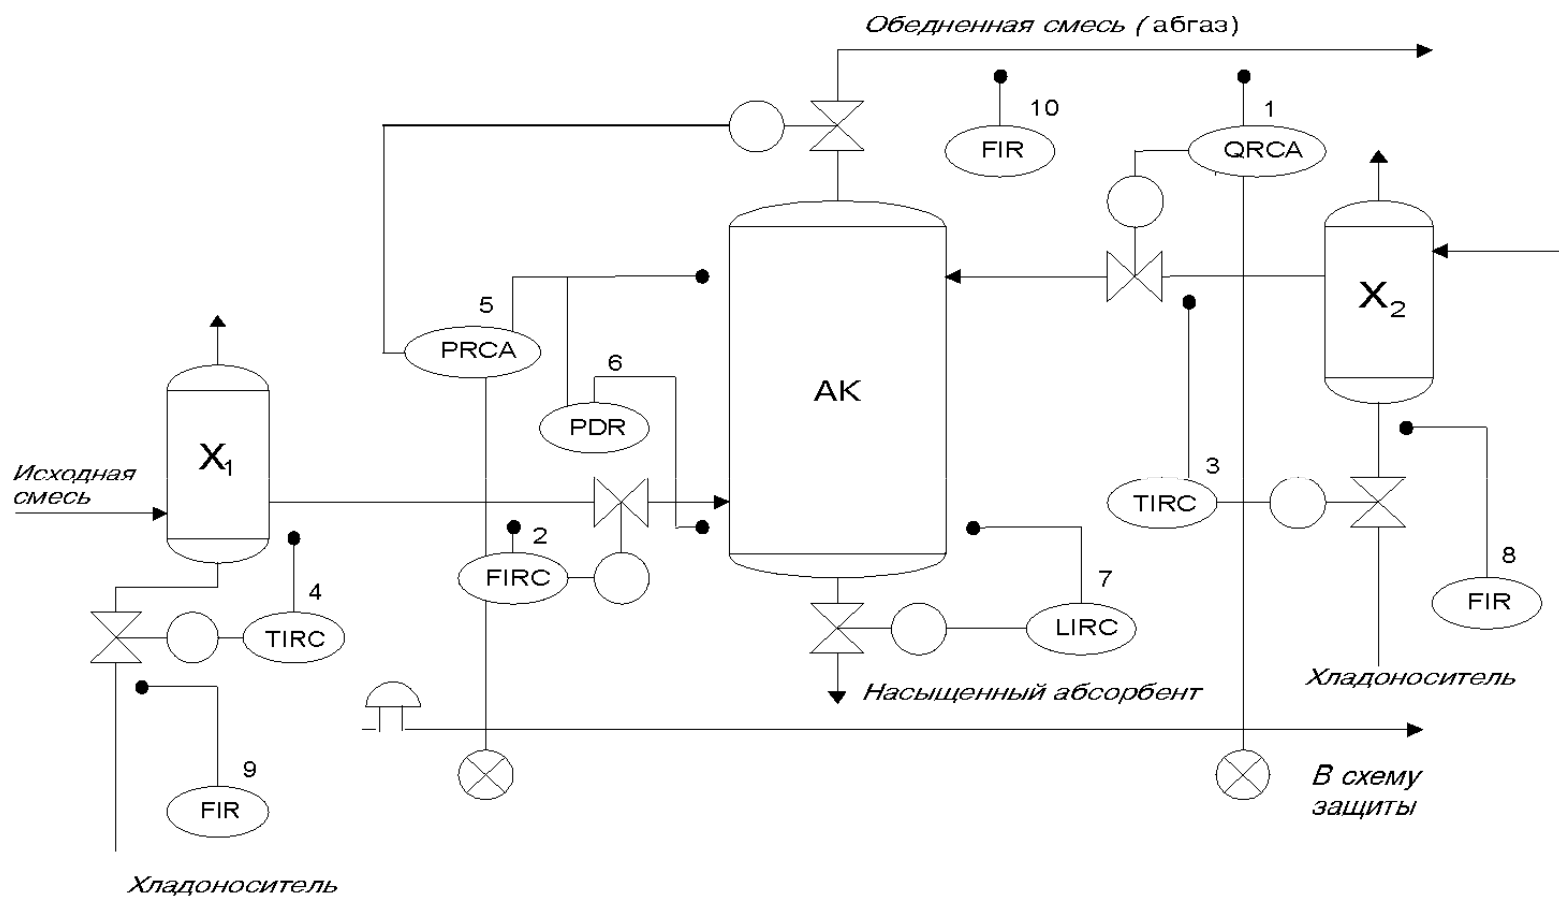 Обедненная смесь (абгаз)
10
FIR
1
QRCA
5
PRCA
6
PDR
АК
X2
X1
Исходная
смесь
3
TIRC
2
FIRC
4
TIRC
7
LIRC
8
FIR
Хладоноситель
Насыщенный абсорбент
9
FIR
В схему
защиты
Хладоноситель